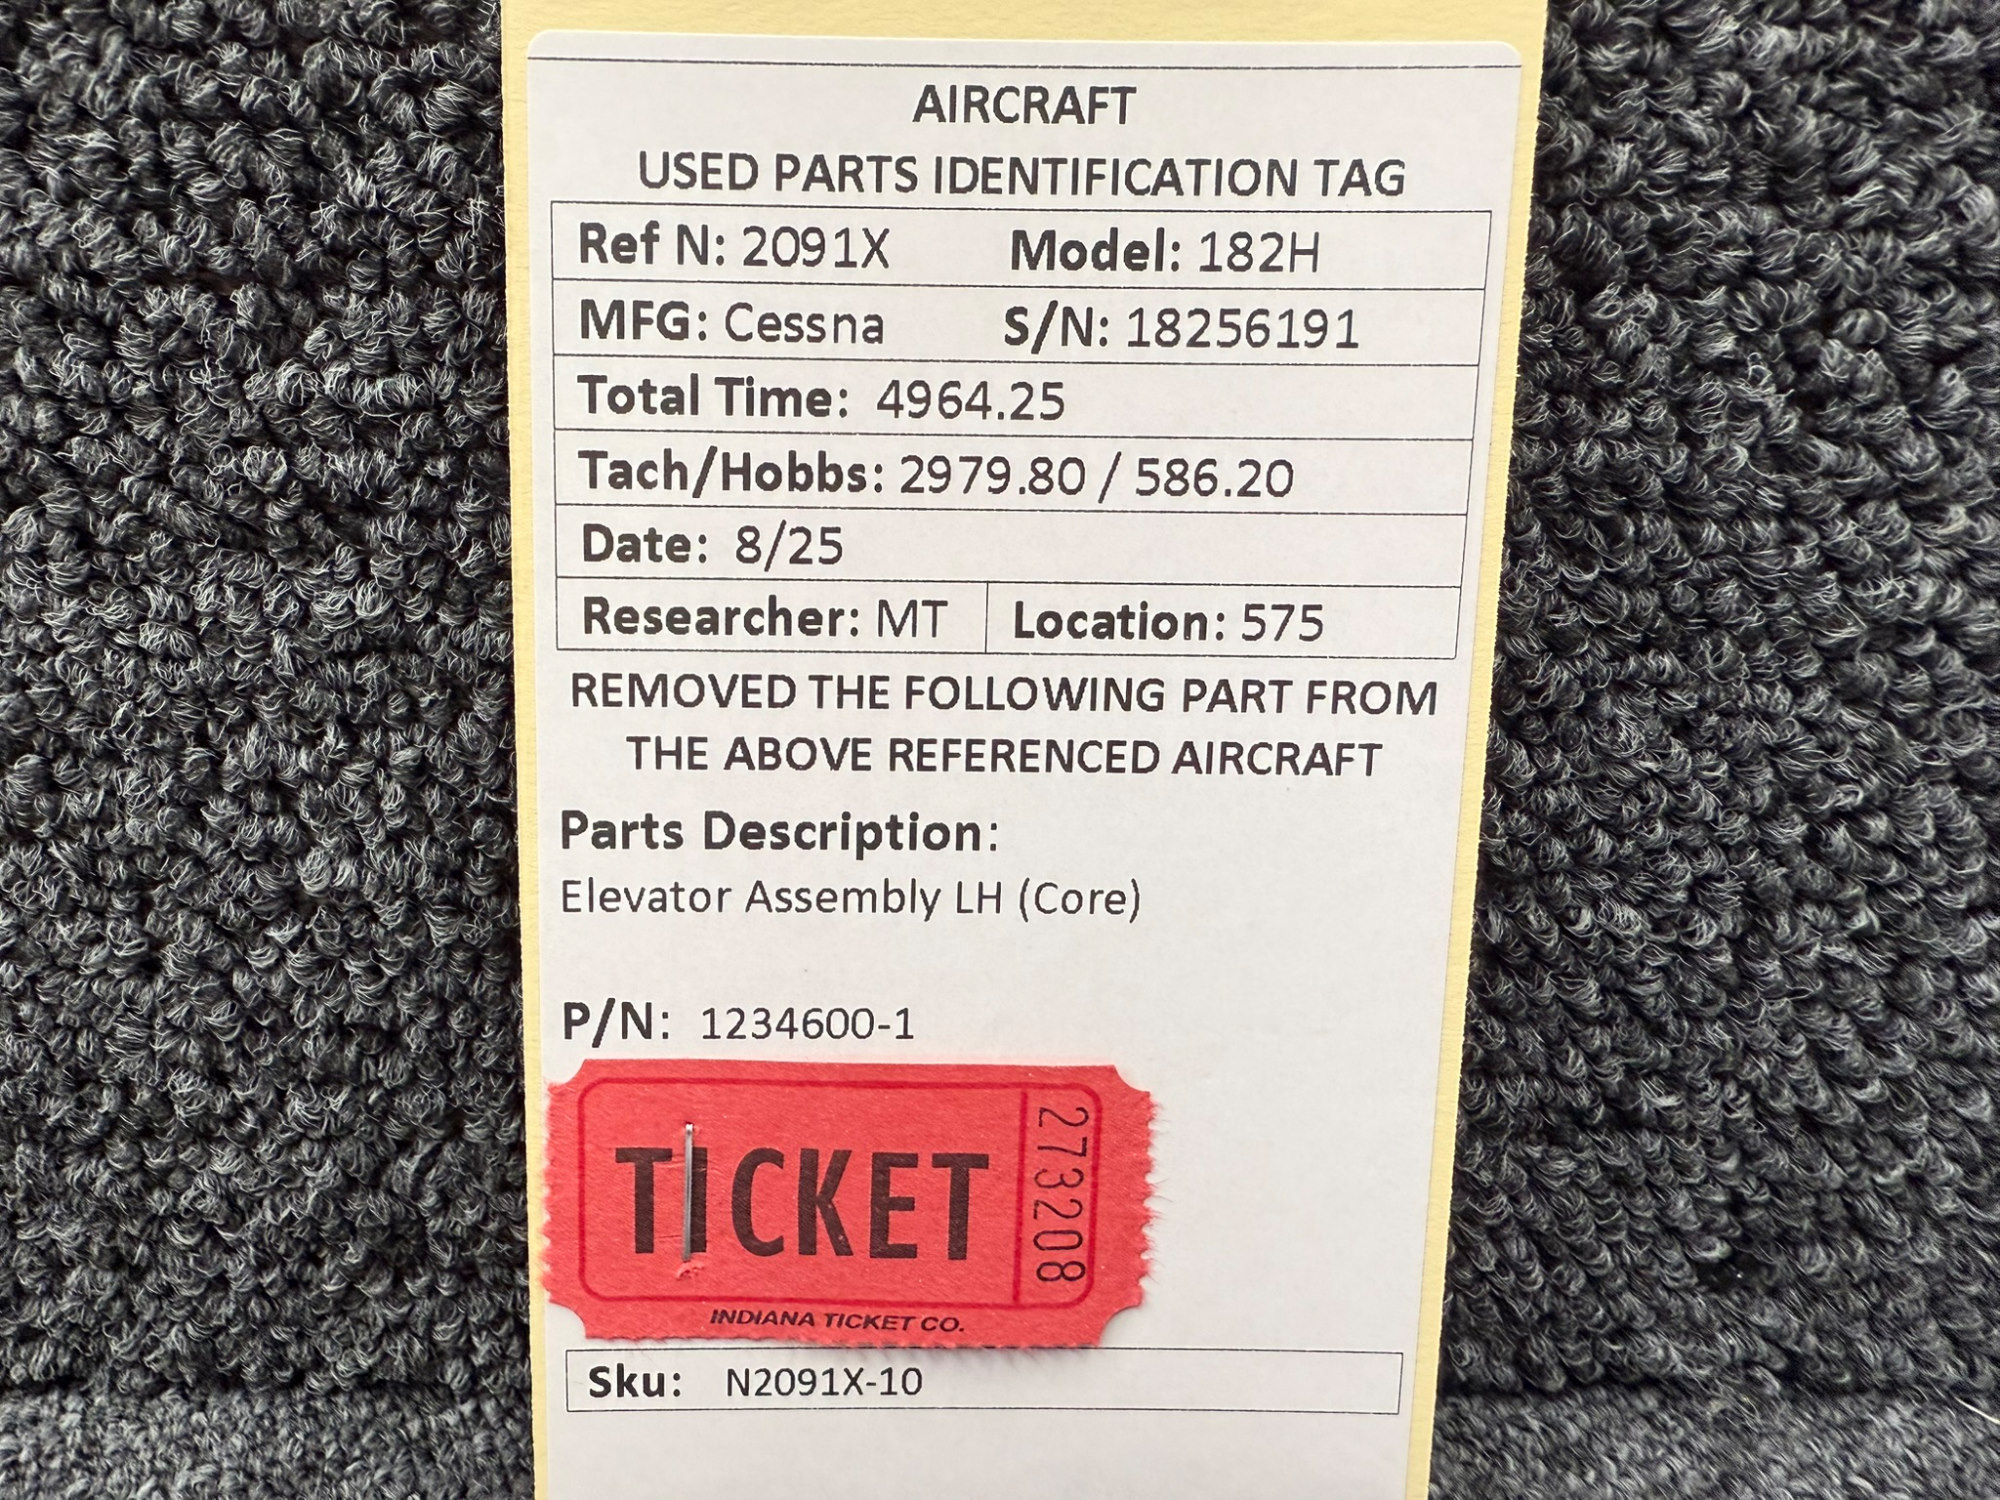 AIRCRAFT
USED PARTS IDENTIFICATION TAG
Ref N: 2091X Model: 182H
MFG: Cessna S/N: 18256191
Total Time: 4964.25
Tach/Hobbs: 2979.80 / 586.20
Date: 8/25
Researcher: MT Location: 575
REMOVED THE FOLLOWING PART FROM
THE ABOVE REFERENCED AIRCRAFT
Parts Description:
Elevator Assembly LH (Core)
P/N: 1234600-1
TICKET
273208
INDIANA TICKET CO.
Sku: N2091X-10